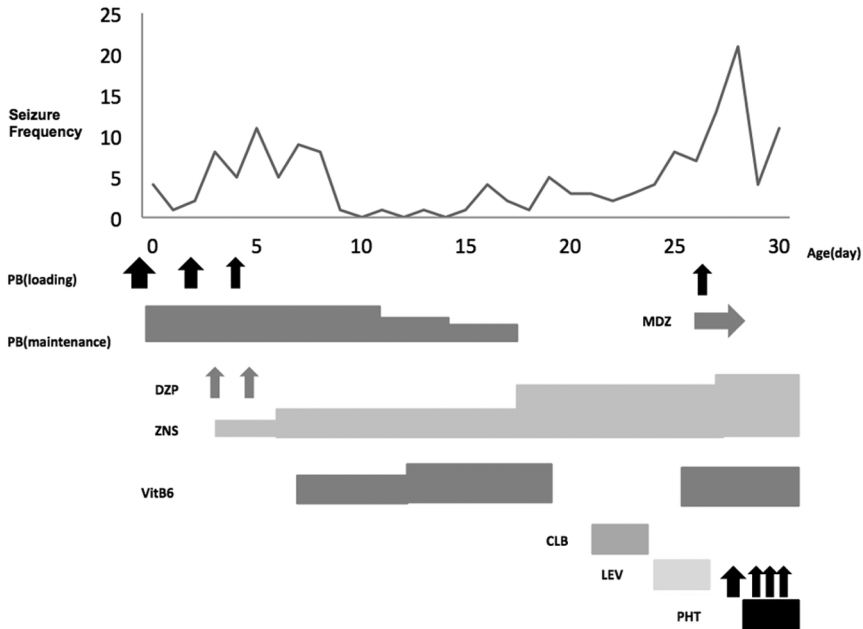 25
20
15
10
5
0
Seizure
Frequency
0 5 10 15 20 25 30
Age(day)
PB(loading)
PB(maintenance)
MDZ
DZP
ZNS
VitB6
CLB
LEV
PHT